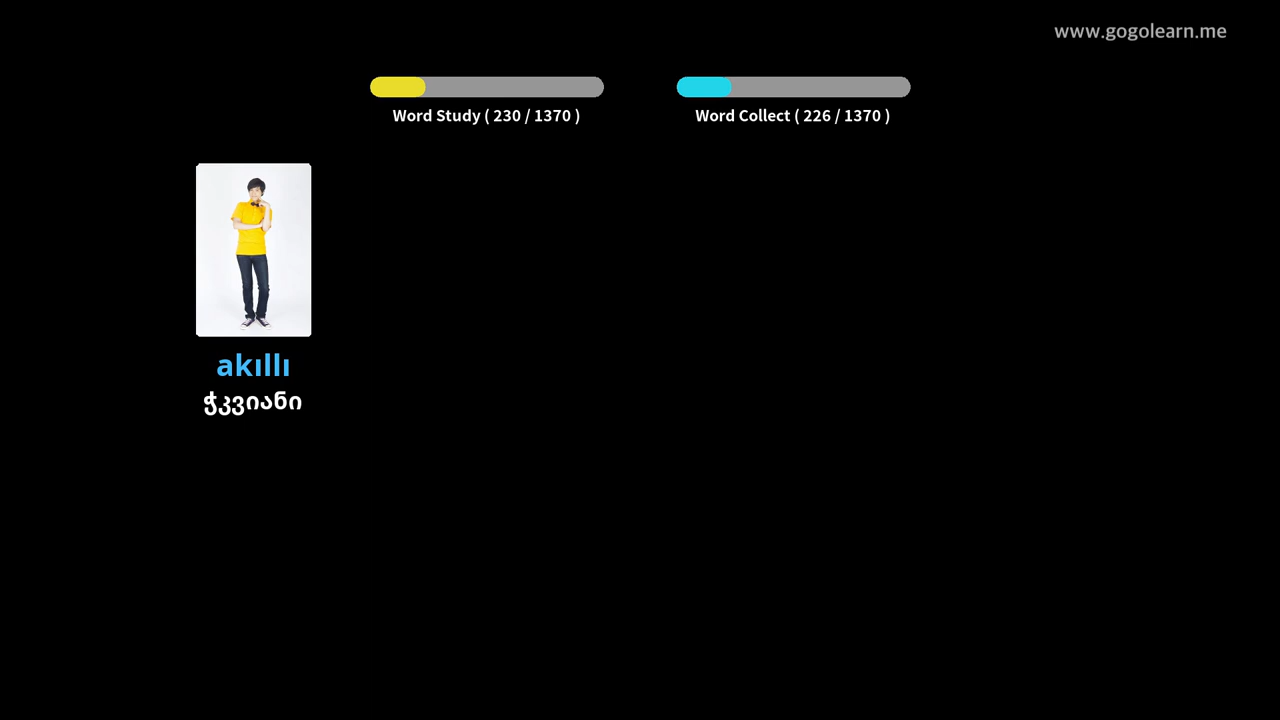 www.gogolearn.me
Word Study ( 230 / 1370 )
Word Collect ( 226 / 1370 )
akıllı
ჭკვიანი